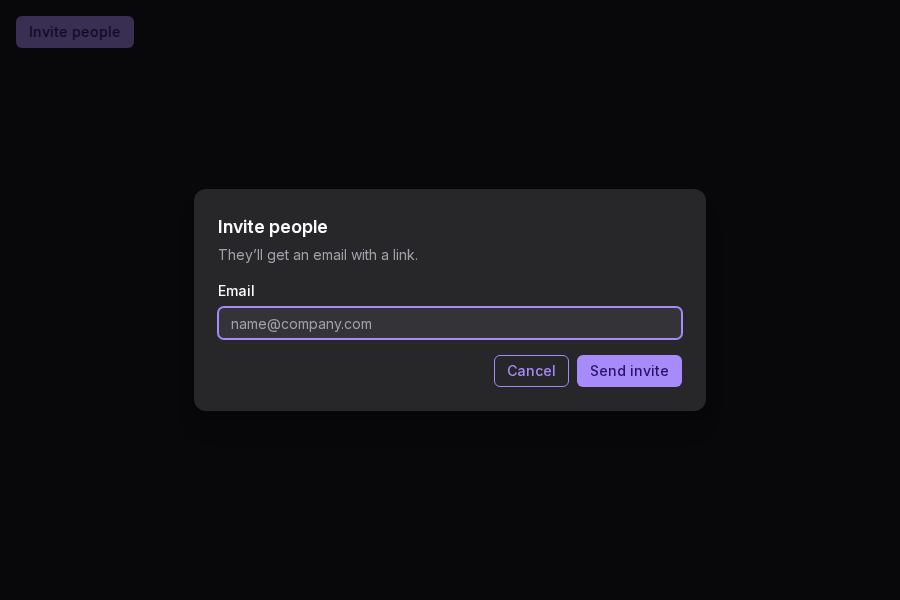 Invite people
Invite people
They’ll get an email with a link.
Email
name@company.com
Cancel
Send invite